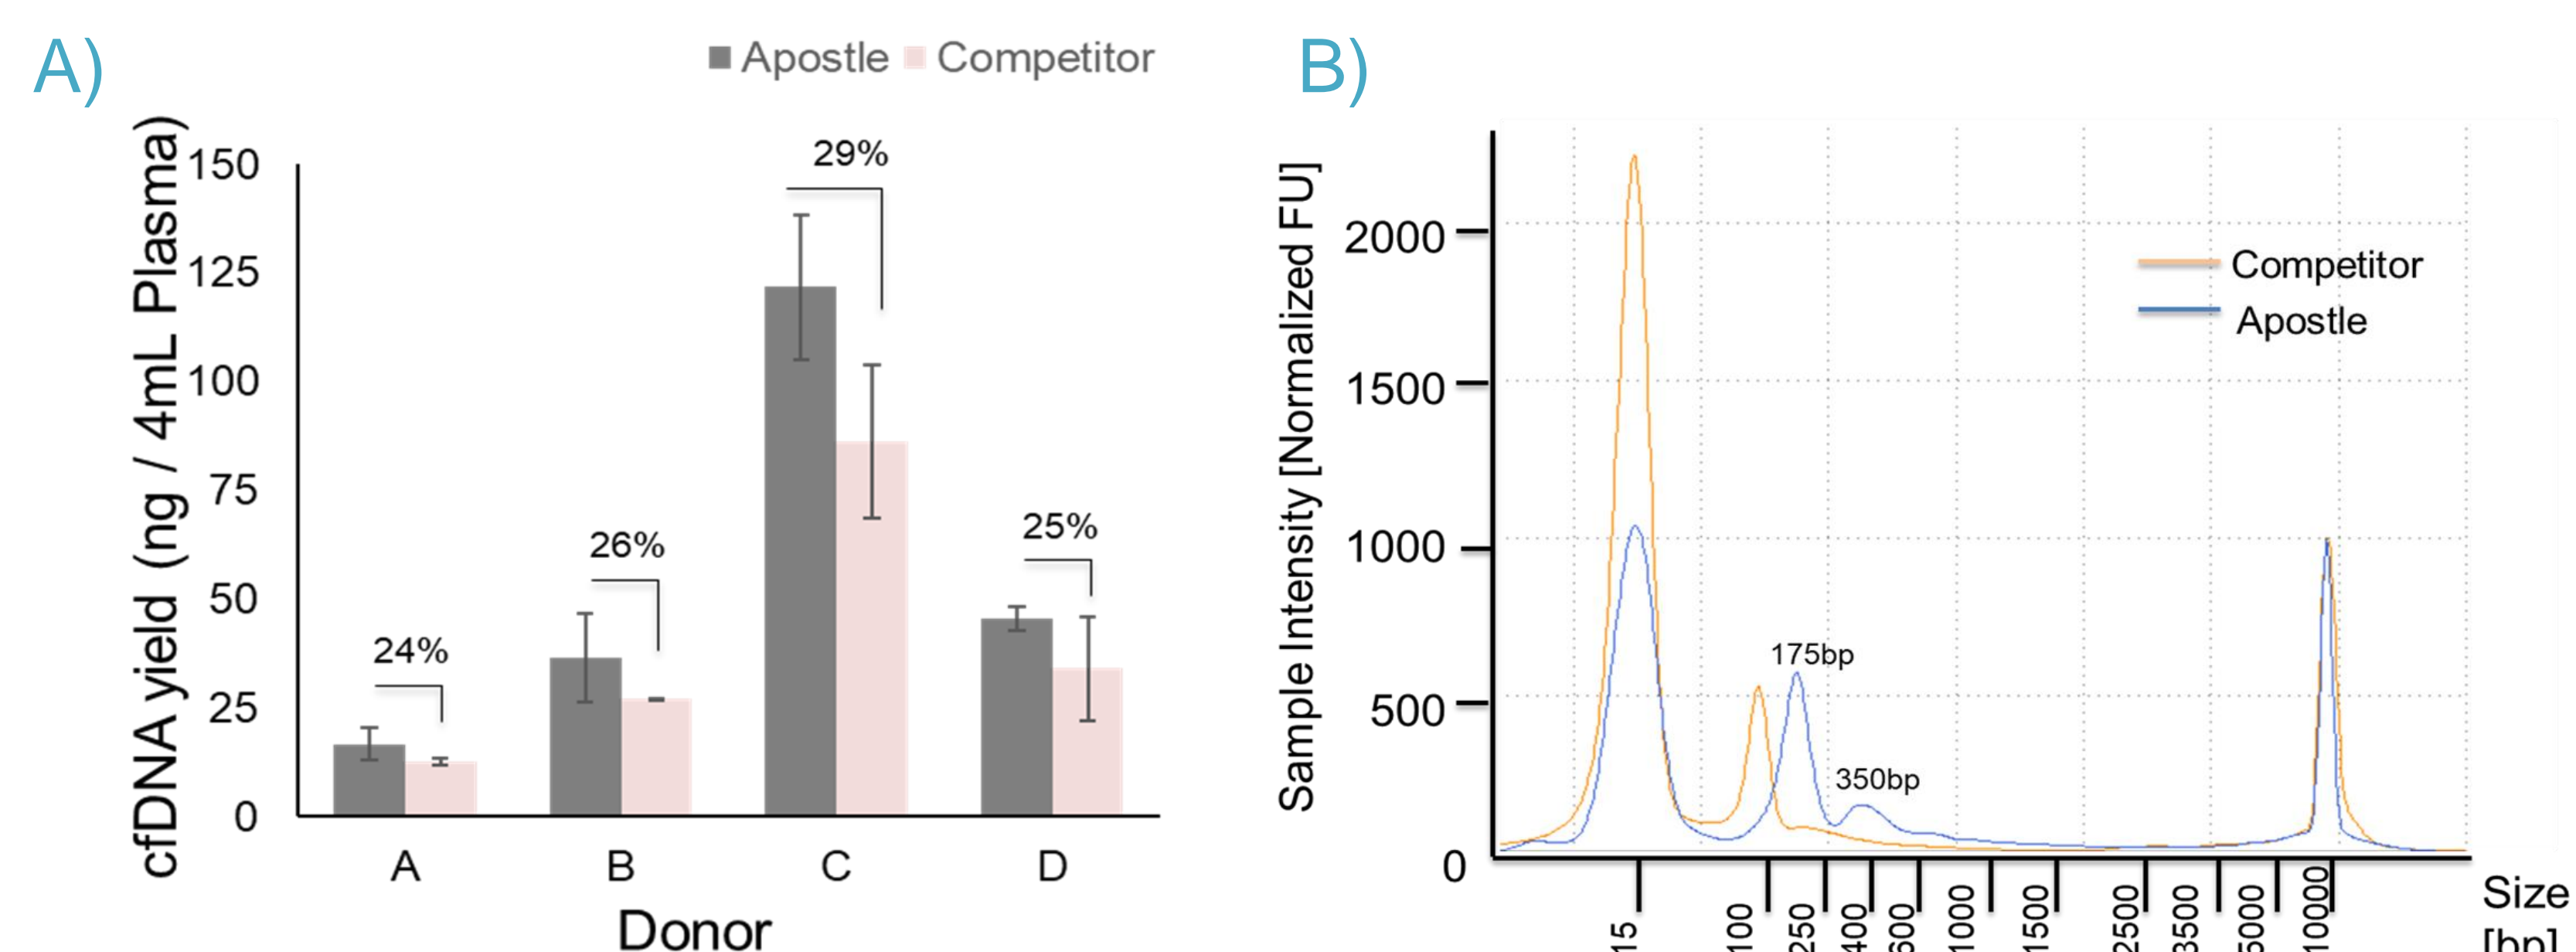 A)
Apostle Competitor
cfDNA yield (ng / 4mL Plasma)
150
125
100
75
50
25
0
24%
26%
29%
25%
A B C D
Donor
B)
Sample Intensity [Normalized FU]
2000
1500
1000
500
0
Competitor
Apostle
175bp
350bp
15 100 250 400 600 1000 1500 2500 3500 5000 10000
Size
[bp]